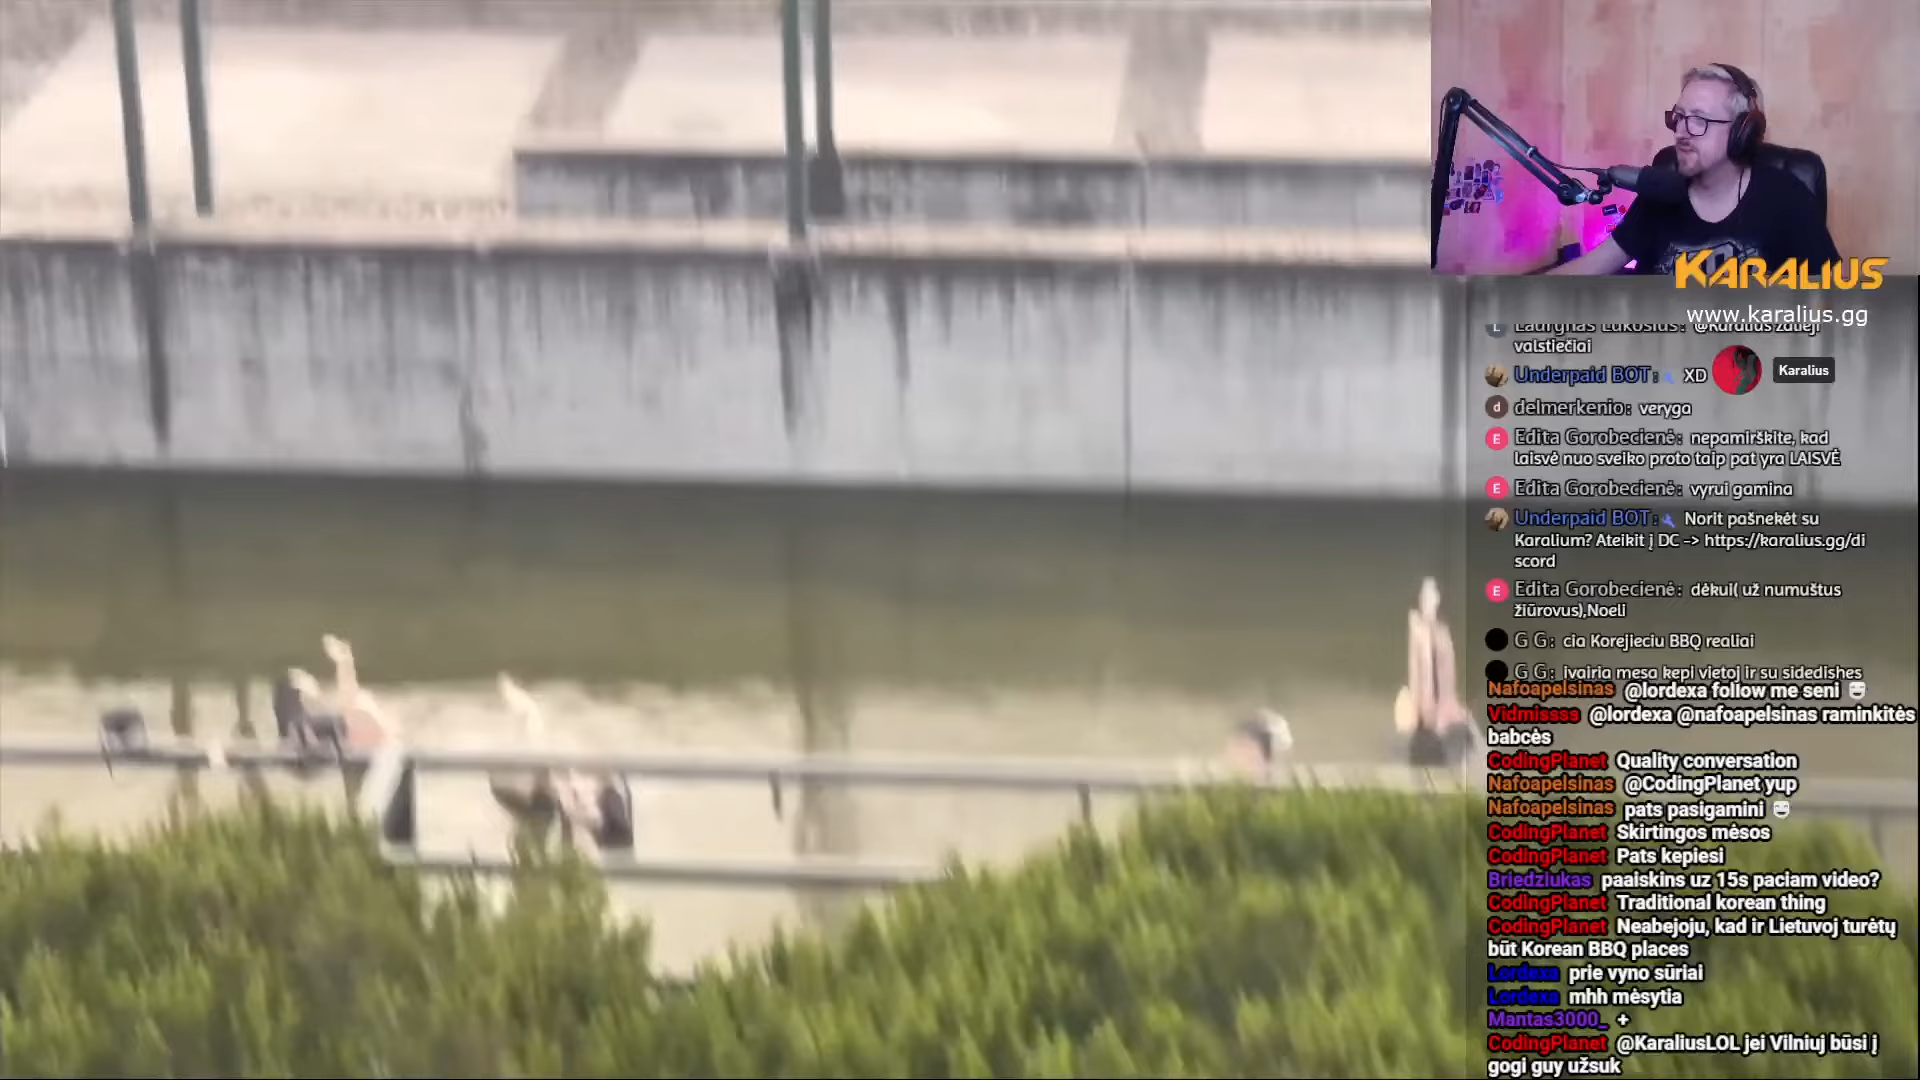 KARALIUS
www.karalius.gg
Laurynas Lukošius: @Karalius žalieji
valstiečiai
Underpaid BOT: XD
Karalius
d delmerkenio: veryga
E Edita Gorobecienė: nepamirškite, kad
laisvė nuo sveiko proto taip pat yra LAISVĖ
E Edita Gorobecienė: vyrui gamina
Underpaid BOT: Norit pašnekėt su
Karalium? Ateikit į DC -> https://karalius.gg/di
scord
E Edita Gorobecienė: dėkui( už numuštus
žiūrovus),Noeli
G G: cia Korejieciu BBQ realiai
G G: ivairia mesa kepi vietoj ir su sidedishes
Nafoapelsinas @lordexa follow me seni
Vidmissss @lordexa @nafoapelsinas raminkitės
babcės
CodingPlanet Quality conversation
Nafoapelsinas @CodingPlanet yup
Nafoapelsinas pats pasigamini
CodingPlanet Skirtingos mėsos
CodingPlanet Pats kepiesi
Briedziukas paaiskins uz 15s paciam video?
CodingPlanet Traditional korean thing
CodingPlanet Neabejoju, kad ir Lietuvoj turėtų
būt Korean BBQ places
Lordexa prie vyno sūriai
Lordexa mhh mėsytia
Mantas3000_ +
CodingPlanet @KaraliusLOL jei Vilniuj būsi į
gogi guy užsuk